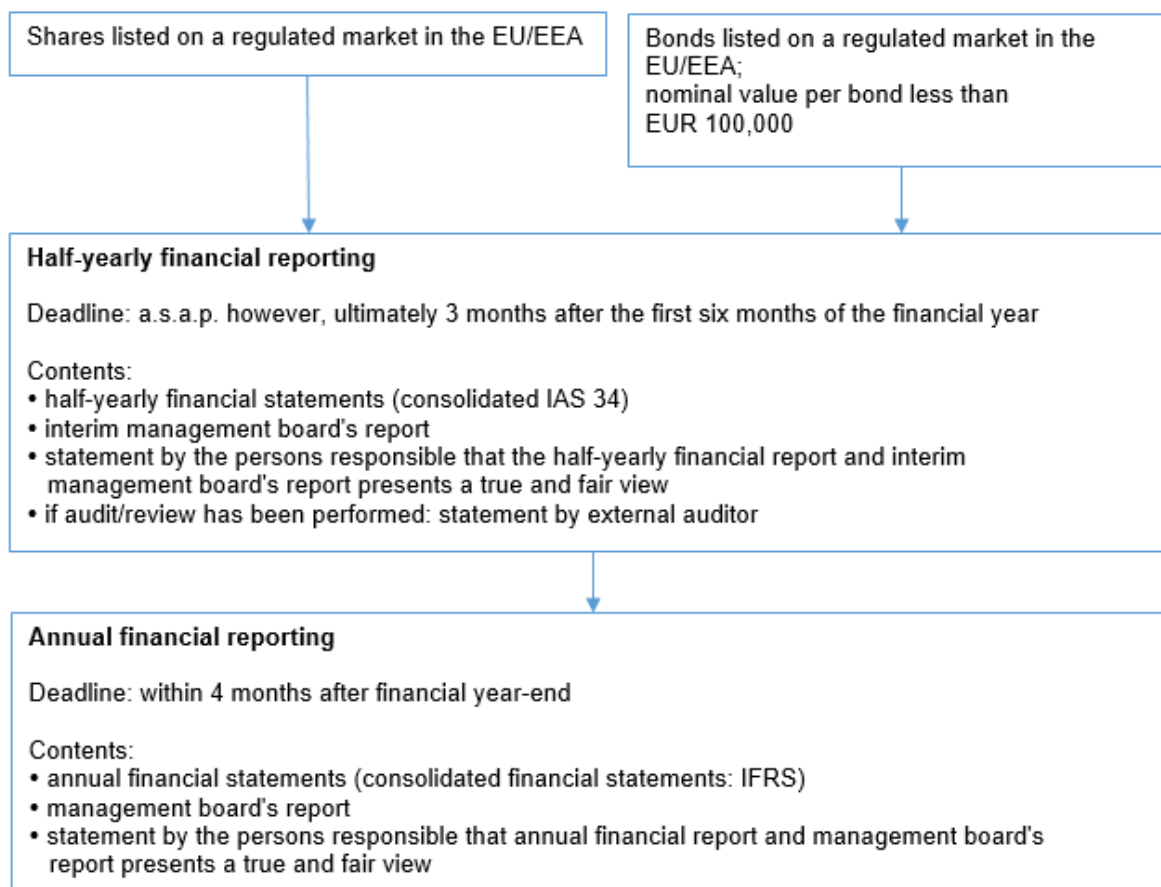 Shares listed on a regulated market in the EU/EEA
Bonds listed on a regulated market in the
EU/EEA;
nominal value per bond less than
EUR 100,000
Half-yearly financial reporting
Deadline: a.s.a.p. however, ultimately 3 months after the first six months of the financial year
Contents:
• half-yearly financial statements (consolidated IAS 34)
• interim management board's report
• statement by the persons responsible that the half-yearly financial report and interim
management board's report presents a true and fair view
• if audit/review has been performed: statement by external auditor
Annual financial reporting
Deadline: within 4 months after financial year-end
Contents:
• annual financial statements (consolidated financial statements: IFRS)
• management board's report
• statement by the persons responsible that annual financial report and management board's
report presents a true and fair view